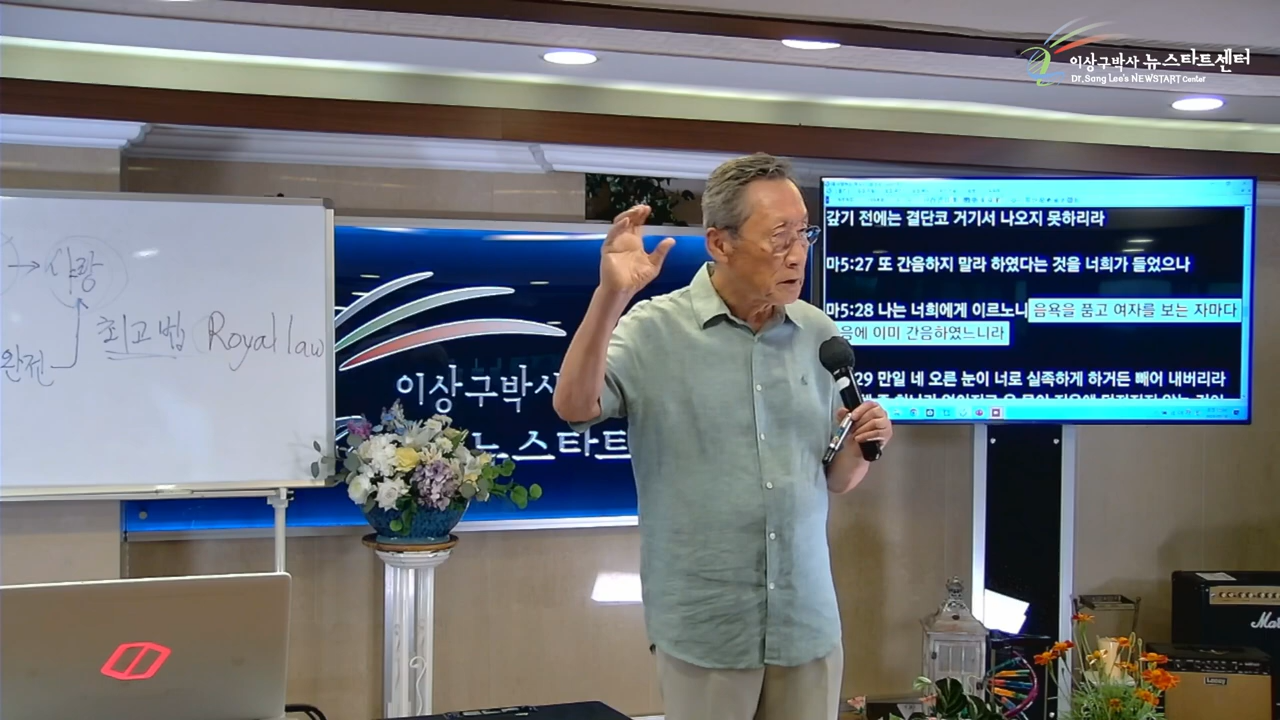 이상구박사 뉴스타트센터
Dr. Sang Lee's NEWSTART Center
사랑
최고법 Royal law
완전
이상구박사
뉴스타트
갚기 전에는 결단코 거기서 나오지 못하리라
마5:27 또 간음하지 말라 하였다는 것을 너희가 들었으나
마5:28 나는 너희에게 이르노니 음욕을 품고 여자를 보는 자마다
음에 이미 간음하였느니라
29 만일 네 오른 눈이 너로 실족하게 하거든 빼어 내버리라
Laney